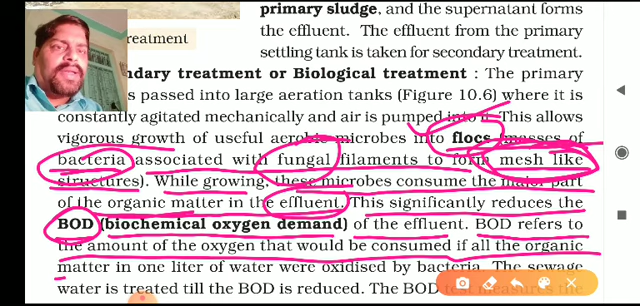 primary sludge, and the supernatant forms
the effluent. The effluent from the primary
settling tank is taken for secondary treatment.
reatment
ndary treatment or Biological treatment : The primary
is passed into large aeration tanks (Figure 10.6) where it is
constantly agitated mechanically and air is pumped into it. This allows
vigorous growth of useful aerobic microbes into flocs (masses of
bacteria associated with fungal filaments to form mesh like
structures). While growing, these microbes consume the major part
of the organic matter in the effluent. This significantly reduces the
BOD (biochemical oxygen demand) of the effluent. BOD refers to
the amount of the oxygen that would be consumed if all the organic
matter in one liter of water were oxidised by bacteria. The sewage
water is treated till the BOD is reduced. The BOD test measures the